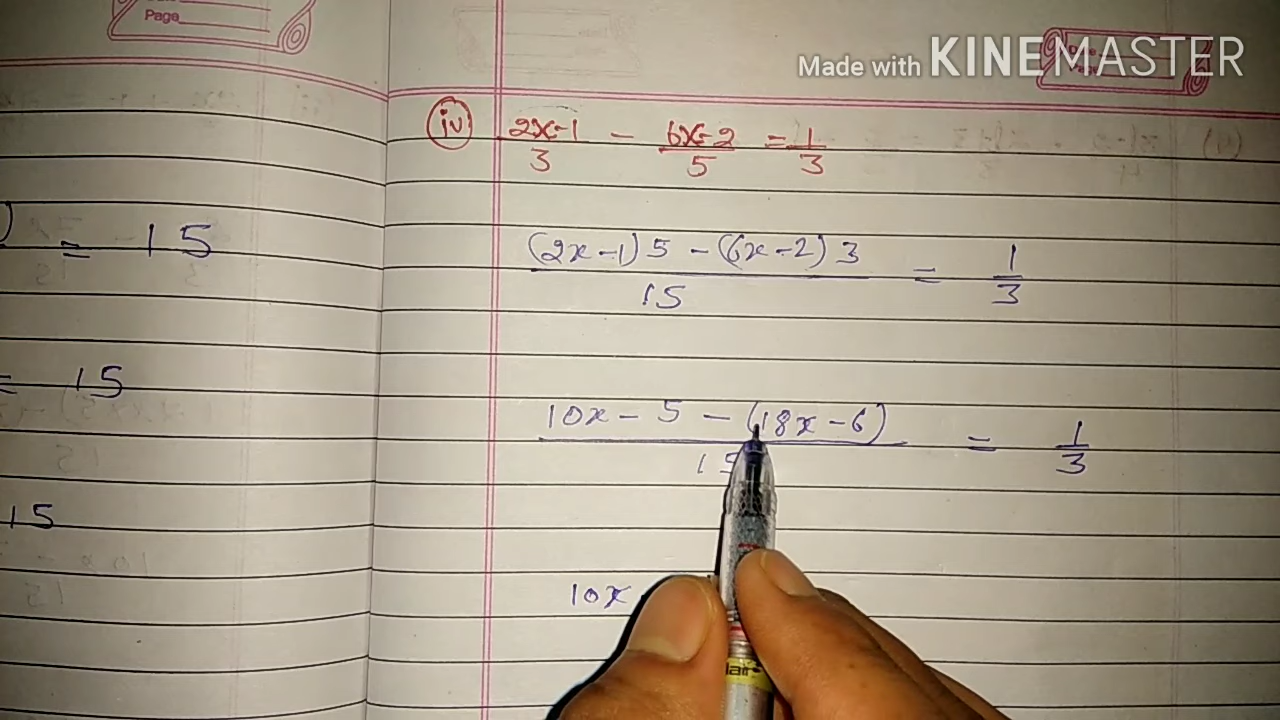 Page
Made with KINEMASTER
(iv) 2x-1/3 - 6x-2/5 = 1/3
) = 15
(2x-1)5 - (6x-2)3/15 = 1/3
= 15
10x - 5 - (18x - 6)/15 = 1/3
15
10x